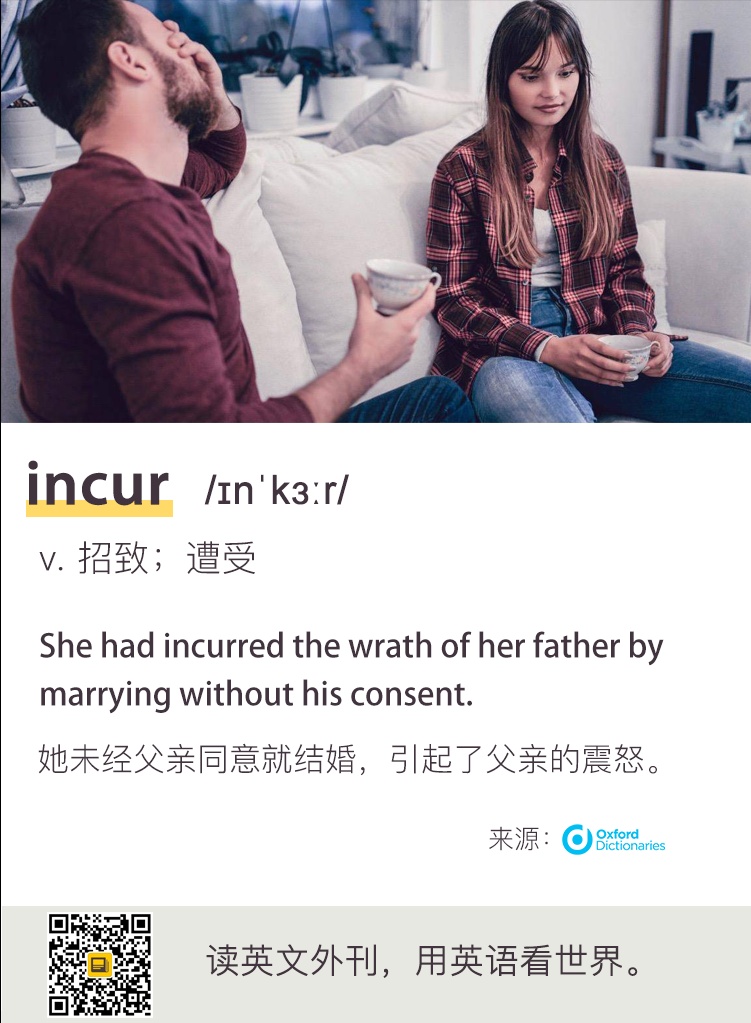 incur /ɪnˈkɜːr/
v. 招致；遭受
She had incurred the wrath of her father by
marrying without his consent.
她未经父亲同意就结婚，引起了父亲的震怒。
来源：Oxford
Dictionaries
读英文外刊，用英语看世界。